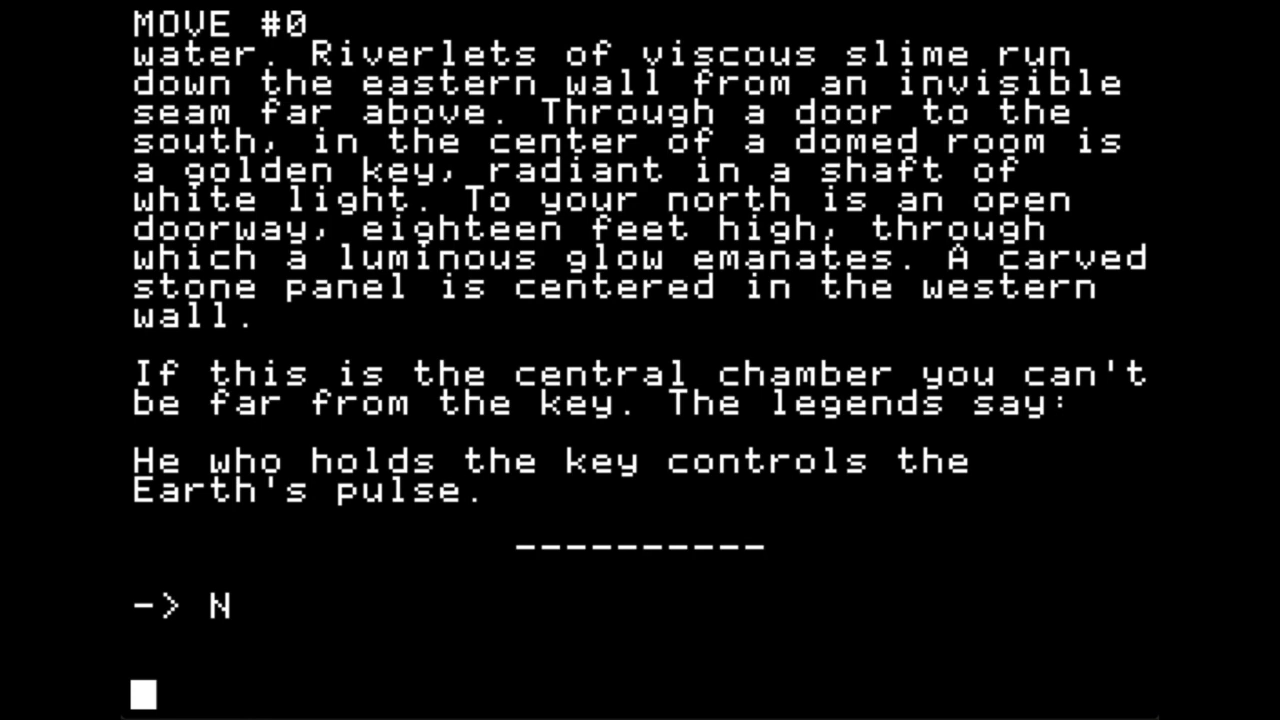 MOVE #0
water. Riverlets of viscous slime run
down the eastern wall from an invisible
seam far above. Through a door to the
south, in the center of a domed room is
a golden key, radiant in a shaft of
white light. To your north is an open
doorway, eighteen feet high, through
which a luminous glow emanates. A carved
stone panel is centered in the western
wall.
If this is the central chamber you can't
be far from the key. The legends say:
He who holds the key controls the
Earth's pulse.
----------
-> N